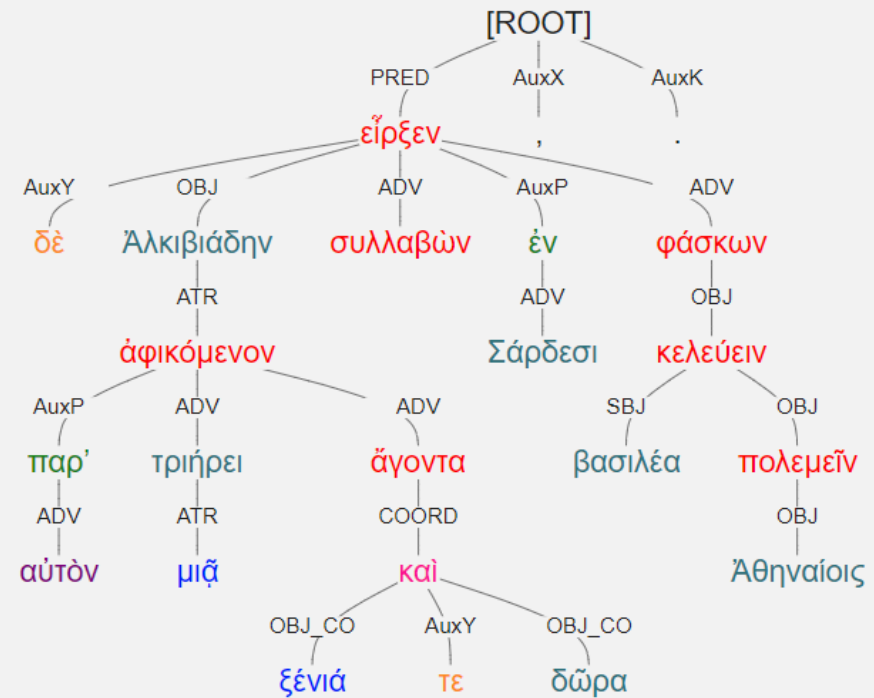 [ROOT]
PRED AuxX AuxK
εἶρξεν , .
AuxY OBJ ADV AuxP ADV
δὲ Ἀλκιβιάδην συλλαβὼν ἐν φάσκων
ATR ADV OBJ
ἀφικόμενον Σάρδεσι κελεύειν
AuxP ADV ADV SBJ OBJ
παρ’ τριήρει ἄγοντα βασιλέα πολεμεῖν
ADV ATR COORD OBJ
αὐτὸν μιᾷ καὶ Ἀθηναίοις
OBJ_CO AuxY OBJ_CO
ξένιά τε δῶρα